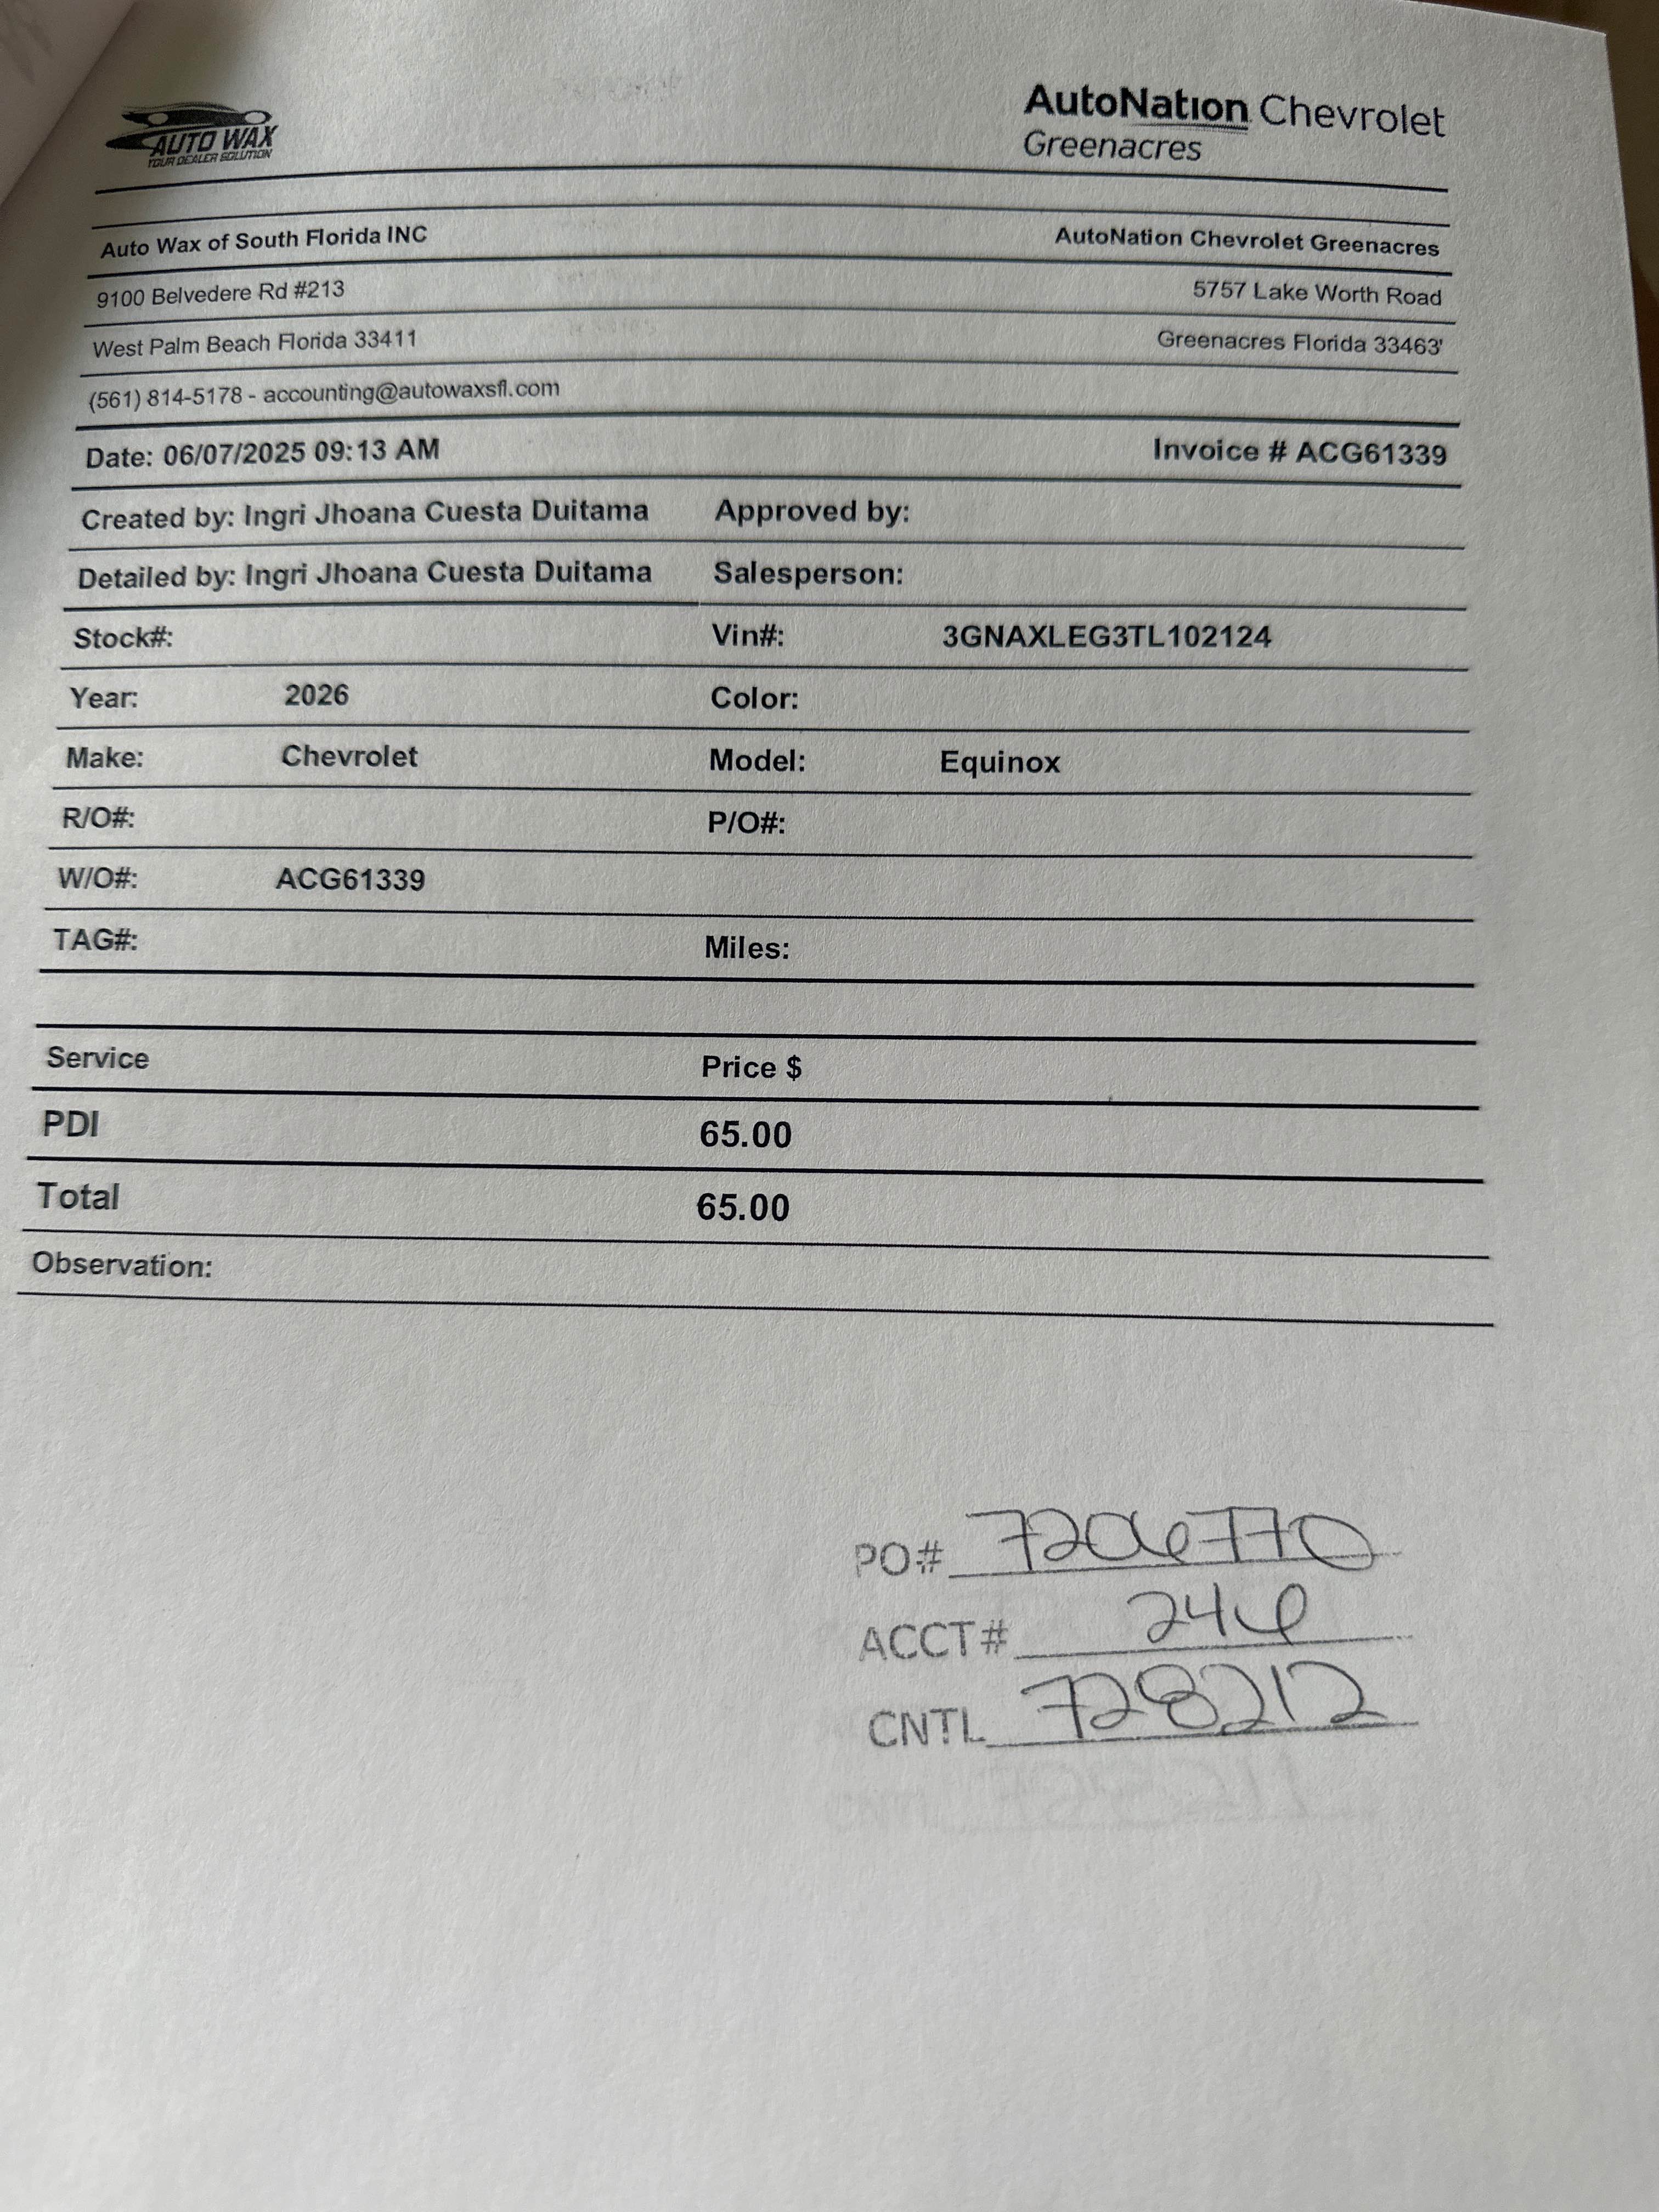 AUTO WAX
YOUR DEALER SOLUTION
AutoNation Chevrolet
Greenacres
Auto Wax of South Florida INC AutoNation Chevrolet Greenacres
9100 Belvedere Rd #213 5757 Lake Worth Road
West Palm Beach Florida 33411 Greenacres Florida 33463'
(561) 814-5178 - accounting@autowaxsfl.com
Date: 06/07/2025 09:13 AM Invoice # ACG61339
Created by: Ingri Jhoana Cuesta Duitama Approved by:
Detailed by: Ingri Jhoana Cuesta Duitama Salesperson:
Stock#: Vin#: 3GNAXLEG3TL102124
Year: 2026 Color:
Make: Chevrolet Model: Equinox
R/O#: P/O#:
W/O#: ACG61339
TAG#: Miles:
Service Price $
PDI 65.00
Total 65.00
Observation:
PO# 7206770
ACCT# 246
CNTL 728212